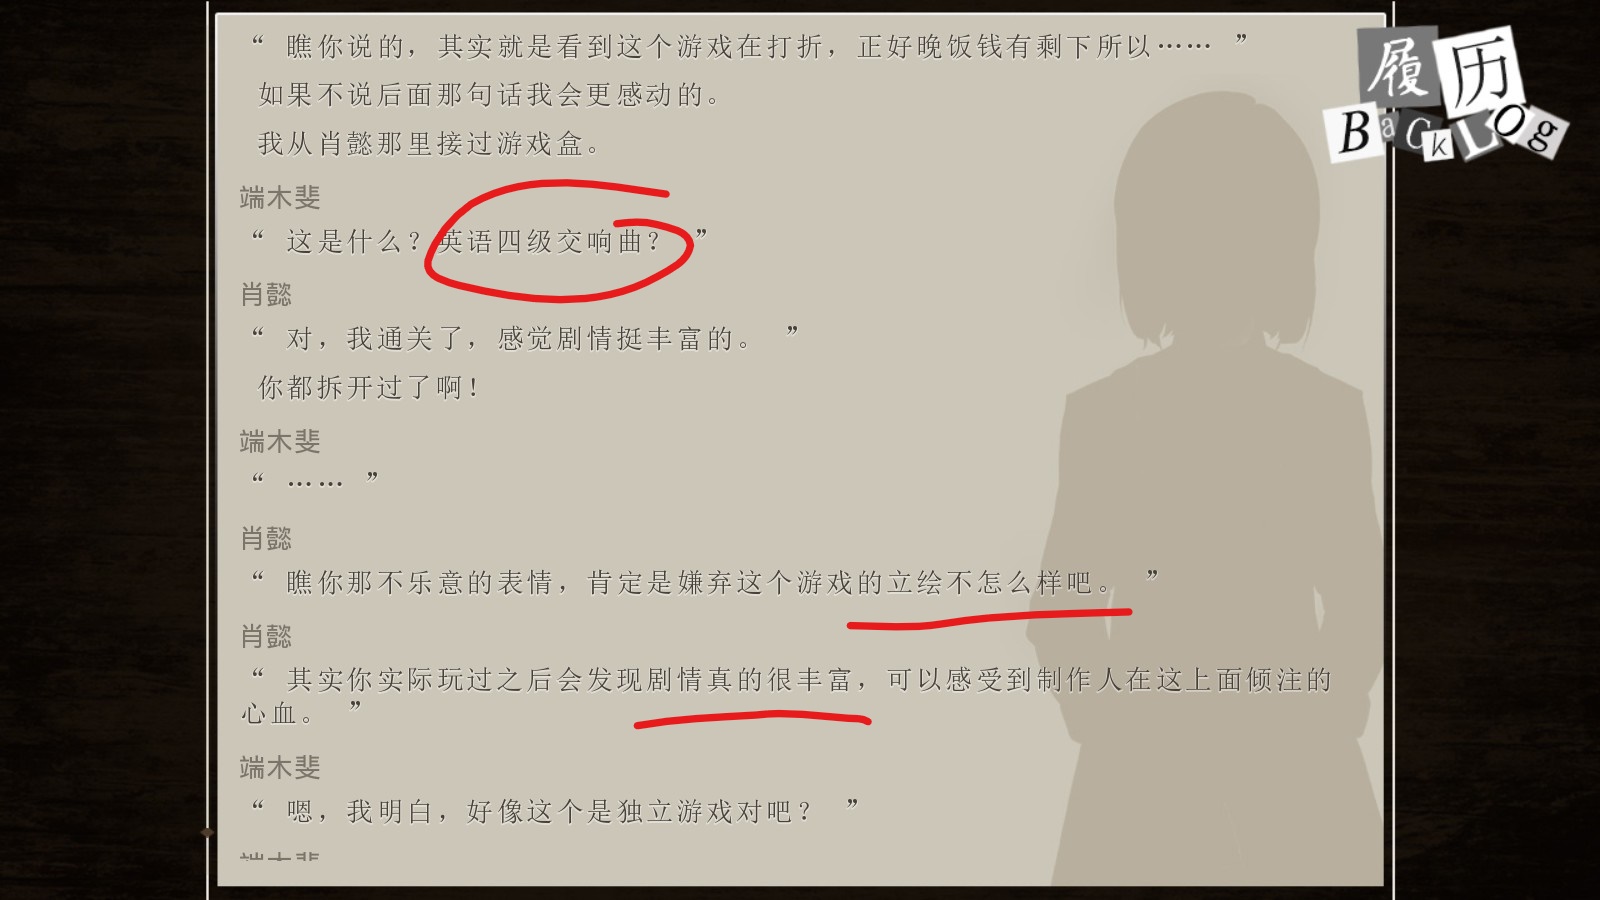 “ 瞧你说的，其实就是看到这个游戏在打折，正好晚饭钱有剩下所以…… ”
如果不说后面那句话我会更感动的。
我从肖懿那里接过游戏盒。
端木斐
“ 这是什么？英语四级交响曲？ ”
肖懿
“ 对，我通关了，感觉剧情挺丰富的。 ”
你都拆开过了啊！
端木斐
“ …… ”
肖懿
“ 瞧你那不乐意的表情，肯定是嫌弃这个游戏的立绘不怎么样吧。 ”
肖懿
“ 其实你实际玩过之后会发现剧情真的很丰富，可以感受到制作人在这上面倾注的
心血。 ”
端木斐
“ 嗯，我明白，好像这个是独立游戏对吧？ ”
端木斐
履历
BackLog